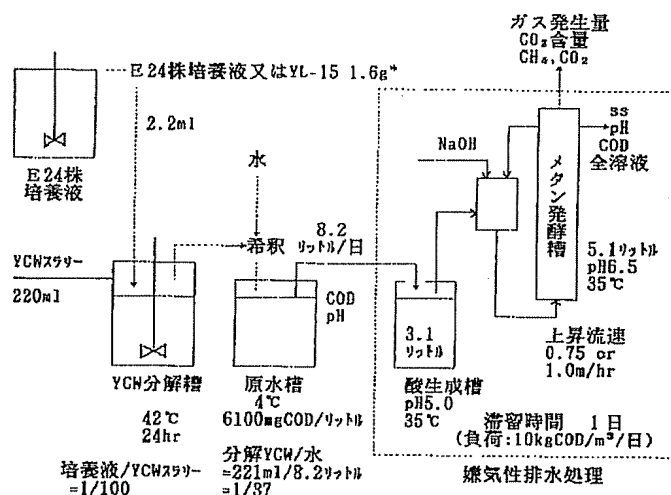 ガス発生量
CO₂含量
CH₄,CO₂
E24株培養液又はYL-15 1.6g*
2.2ml
E24株
培養液
水
NaOH
ss
pH
COD
全溶液
メタン発酵槽
8.2
リットル/日
希釈
YCWスラリー
220ml
COD
pH
3.1
リットル
5.1リットル
pH6.5
35℃
上昇流速
0.75 or
1.0m/hr
YCW分解糟
42℃
24hr
原水槽
4℃
6100mgCOD/リットル
酸生成槽
pH5.0
35℃
滞留時間 1日
(負荷:10kgCOD/m³/日)
培養液/YCWスラリー
=1/100
分解YCW/水
=221ml/8.2リットル
=1/37
嫌気性排水処理